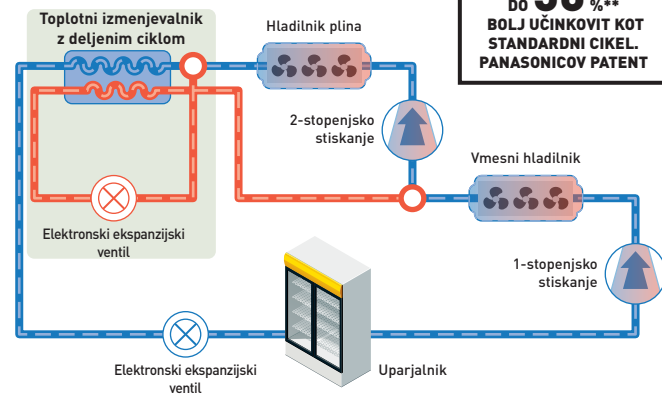 Toplotni izmenjevalnik
z deljenim ciklom
Hladilnik plina
DO %**
BOLJ UČINKOVIT KOT
STANDARDNI CIKEL.
PANASONICOV PATENT
2-stopenjsko
stiskanje
Vmesni hladilnik
Elektronski ekspanzijski
ventil
1-stopenjsko
stiskanje
Elektronski ekspanzijski
ventil
Uparjalnik